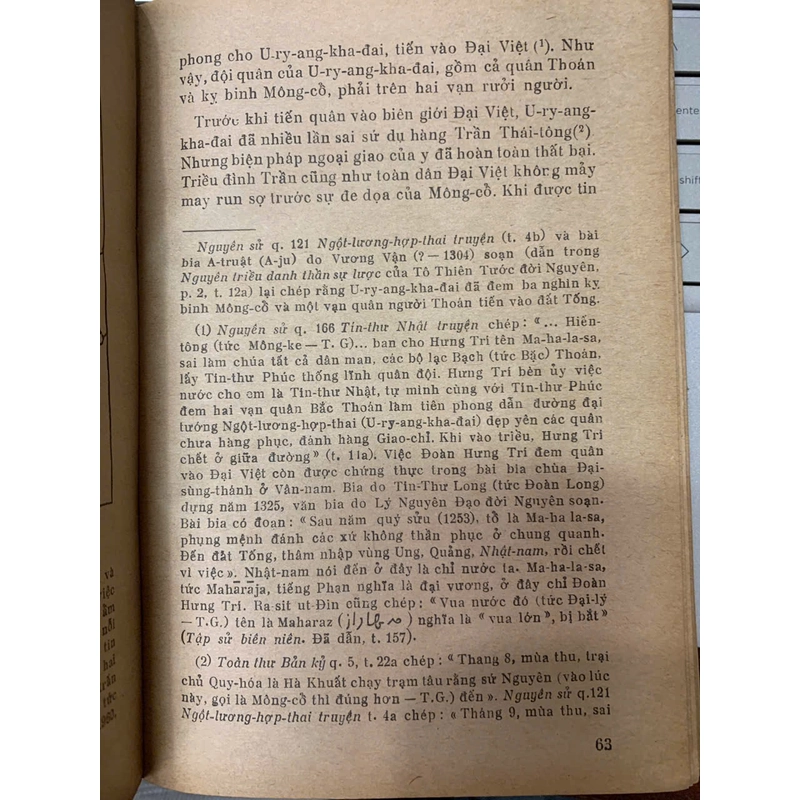 phong cho U-ry-ang-kha-đai, tiến vào Đại Việt (¹). Như
vậy, đội quân của U-ry-ang-kha-đai, gồm cả quân Thoán
và kỵ binh Mông-cổ, phải trên hai vạn rưởi người.
Trước khi tiến quân vào biên giới Đại Việt, U-ry-ang-
kha-đai đã nhiều lần sai sứ dụ hàng Trần Thái-tông(²)
Nhưng biện pháp ngoại giao của y đã hoàn toàn thất bại.
Triều đình Trần cũng như toàn dân Đại Việt không mảy
may run sợ trước sự đe dọa của Mông-cổ. Khi được tin
Nguyên sử q. 121 Ngột-lương-hợp-thai truyện (t. 4b) và bài
bia A-truật (A-ju) do Vương Vận (? — 1304) soạn (dẫn trong
Nguyên triều danh thần sự lược của Tô Thiên Tước đời Nguyên,
p. 2, t. 12a) lại chép rằng U-ry-ang-kha-đai đã đem ba nghìn kỵ
binh Mông-cổ và một vạn quân người Thoán tiến vào đất Tống.
(1) Nguyên sử q. 166 Tín-thư Nhật truyện chép : «... Hiến-
tông (tức Mông-ke — T. G)... ban cho Hưng Trí tên Ma-ha-la-sa,
sai làm chúa tất cả dân man, các bộ lạc Bạch (tức Bặc) Thoán,
lấy Tín-thư Phúc thống lĩnh quân đội. Hưng Trí bèn ủy việc
nước cho em là Tín-thư Nhật, tự mình cùng với Tín-thư Phúc
đem hai vạn quân Bặc Thoán làm tiên phong dẫn đường đại
tướng Ngột-lương-hợp-thai (U-ry-ang-kha-đai) dẹp yên các quân
chưa hàng phục, đánh hàng Giao-chỉ. Khi vào triều, Hưng Trí
chết ở giữa đường» (t. 11a). Việc Đoàn Hưng Trí đem quân
vào Đại Việt còn được chứng thực trong bài bia chùa Đại-
sùng-thánh ở Vân-nam. Bia do Tín-Thư Long (tức Đoàn Long)
dựng năm 1325, văn bia do Lý Nguyên Đạo đời Nguyên soạn.
Bài bia có đoạn : «Sau năm quý sửu (1253), tổ là Ma-ha la-sa,
phụng mệnh đánh các xứ không thần phục ở chung quanh.
Đến đất Tống, thâm nhập vùng Ung, Quảng, Nhật-nam, rồi chết
vì việc». Nhật-nam nói đến ở đây là chỉ nước ta. Ma-ha-la-sa,
tức Mahārāja, tiếng Phạn nghĩa là đại vương, ở đây chỉ Đoàn
Hưng Trí. Ra-sit ut-Đin cũng chép : «Vua nước đó (tức Đại-lý
— T.G.) tên là Maharaz (مهاراز) nghĩa là «vua lớn», bị bắt»
(Tập sử biên niên. Đã dẫn, t. 157).
(2) Toàn thư Bản kỷ q. 5, t. 22a chép : «Tháng 8, mùa thu, trại
chủ Quy-hóa là Hà Khuất chạy trạm tâu rằng sứ Nguyên (vào lúc
này, gọi là Mông-cổ thì đúng hơn — T.G.) đến». Nguyên sử q.121
Ngột-lương-hợp-thai truyện t. 4a chép : «Tháng 9, mùa thu, sai
63
và
việc
nỗi
tin
hai
tức
enter
shift